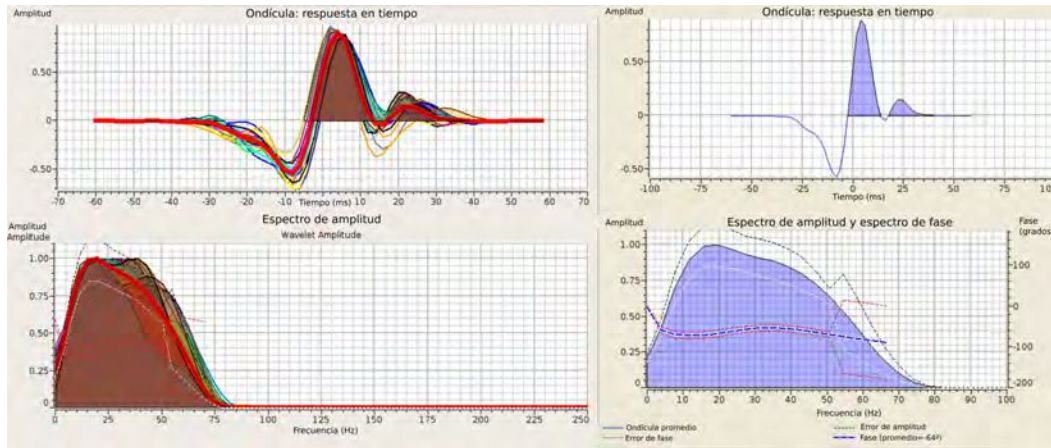 Amplitud
Ondícula: respuesta en tiempo
0.50
0
-0.50
-70 -60 -50 -40 -30 -20 -10 0 10 20 30 40 50 60 70
Tiempo (ms)
Amplitud
Ondícula: respuesta en tiempo
0.50
0
-0.50
-100 -75 -50 -25 0 25 50 75 100
Tiempo (ms)
Espectro de amplitud
Wavelet Amplitude
Amplitud
Amplitude
1.00
0.75
0.50
0.25
0
0 25 50 75 100 125 150 175 200 225 250
Frecuencia (Hz)
Amplitud
Espectro de amplitud y espectro de fase
Fase
(grados)
1.00
0.75
0.50
0.25
0
100
0
-100
-200
0 10 20 30 40 50 60 70 80 90 100
Frecuencia (Hz)
Ondícula promedio
Error de amplitud
Error de fase
Fase (promedio=-64º)